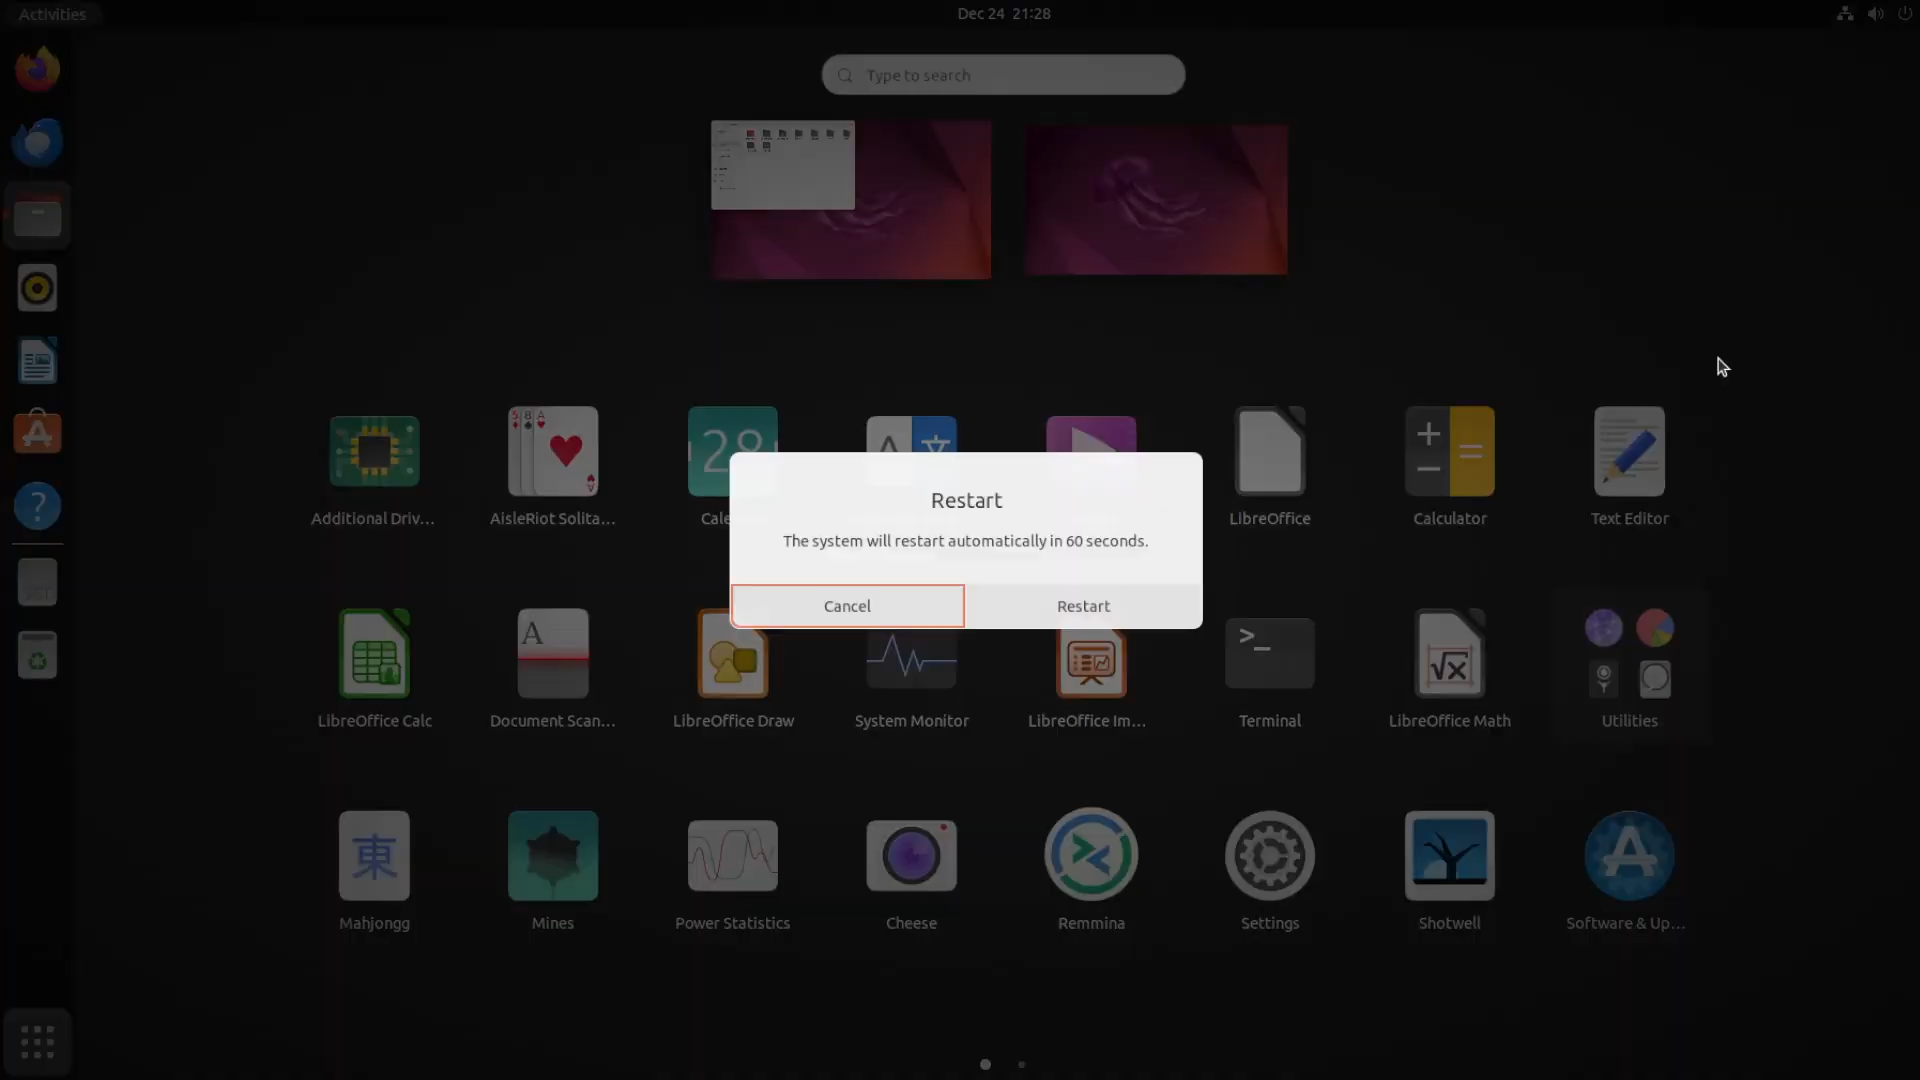 Activities
Dec 24 21:28
Type to search
Additional Driv...
AisleRiot Solita...
LibreOffice
Calculator
Text Editor
Restart
The system will restart automatically in 60 seconds.
Cancel
Restart
LibreOffice Calc
Document Scan...
LibreOffice Draw
System Monitor
LibreOffice Im...
Terminal
LibreOffice Math
Utilities
東
Mahjongg
Mines
Power Statistics
Cheese
Remmina
Settings
Shotwell
Software & Up...